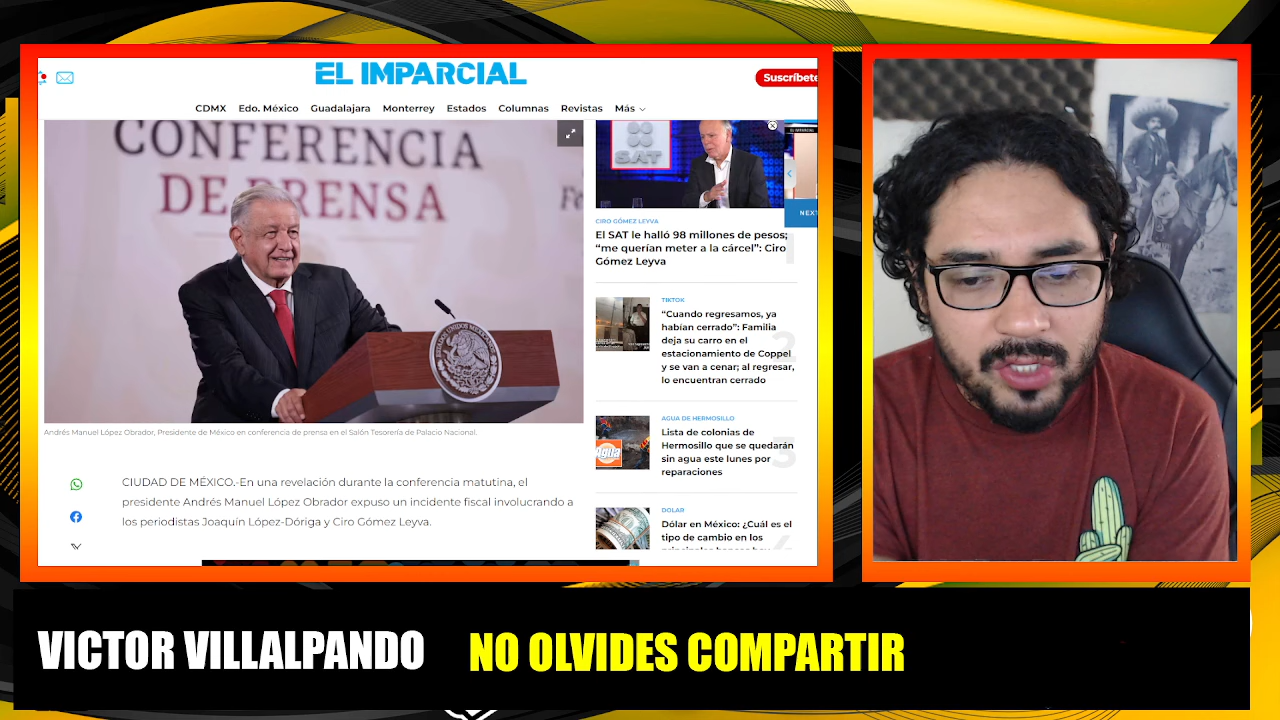 EL IMPARCIAL
Suscríbete
CDMX Edo. México Guadalajara Monterrey Estados Columnas Revistas Más
CONFERENCIA
DE PRENSA
Andrés Manuel López Obrador, Presidente de México en conferencia de prensa en el Salón Tesorería de Palacio Nacional.
CIUDAD DE MÉXICO.-En una revelación durante la conferencia matutina, el
presidente Andrés Manuel López Obrador expuso un incidente fiscal involucrando a
los periodistas Joaquín López-Dóriga y Ciro Gómez Leyva.
SAT
EL IMPARCIAL
NEXT
CIRO GÓMEZ LEYVA
El SAT le halló 98 millones de pesos;
“me querían meter a la cárcel”: Ciro
Gómez Leyva
1
TIKTOK
“Cuando regresamos, ya
habían cerrado”: Familia
deja su carro en el
estacionamiento de Coppel
y se van a cenar; al regresar,
lo encuentran cerrado
2
AGUA DE HERMOSILLO
Lista de colonias de
Hermosillo que se quedarán
sin agua este lunes por
reparaciones
3
Agua
DOLAR
Dólar en México: ¿Cuál es el
tipo de cambio en los
VICTOR VILLALPANDO
NO OLVIDES COMPARTIR